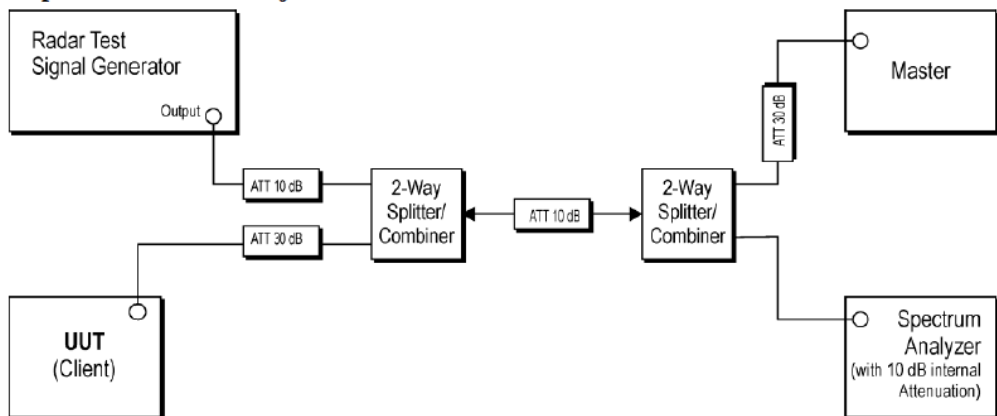 Radar Test
Signal Generator
Output
ATT 10 dB
ATT 30 dB
2-Way
Splitter/
Combiner
ATT 10 dB
2-Way
Splitter/
Combiner
ATT 30 dB
Master
UUT
(Client)
Spectrum
Analyzer
(with 10 dB internal
Attenuation)